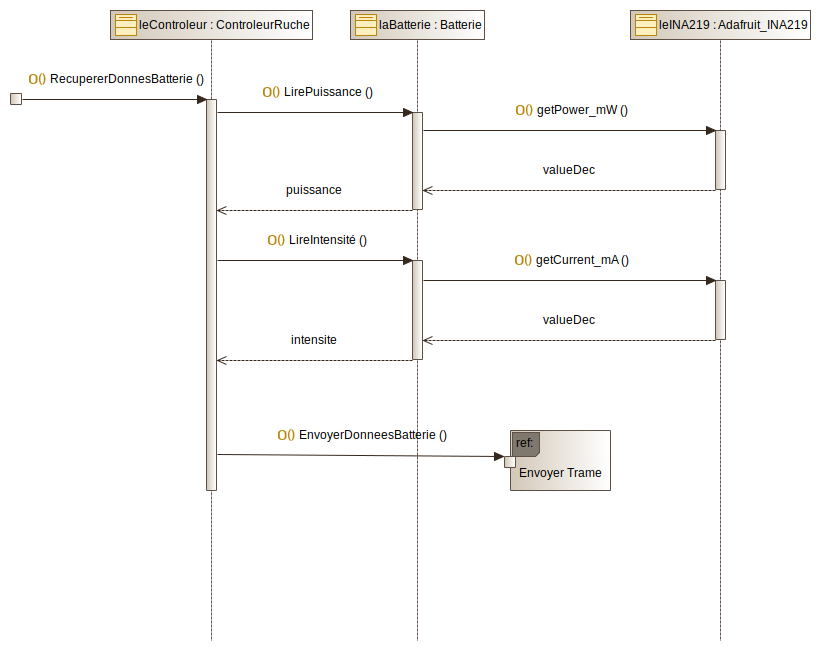 leControleur : ControleurRuche
laBatterie : Batterie
leINA219 : Adafruit_INA219
O() RecupererDonnesBatterie ()
O() LirePuissance ()
O() getPower_mW ()
valueDec
puissance
O() LireIntensité ()
O() getCurrent_mA ()
valueDec
intensite
O() EnvoyerDonneesBatterie ()
ref:
Envoyer Trame